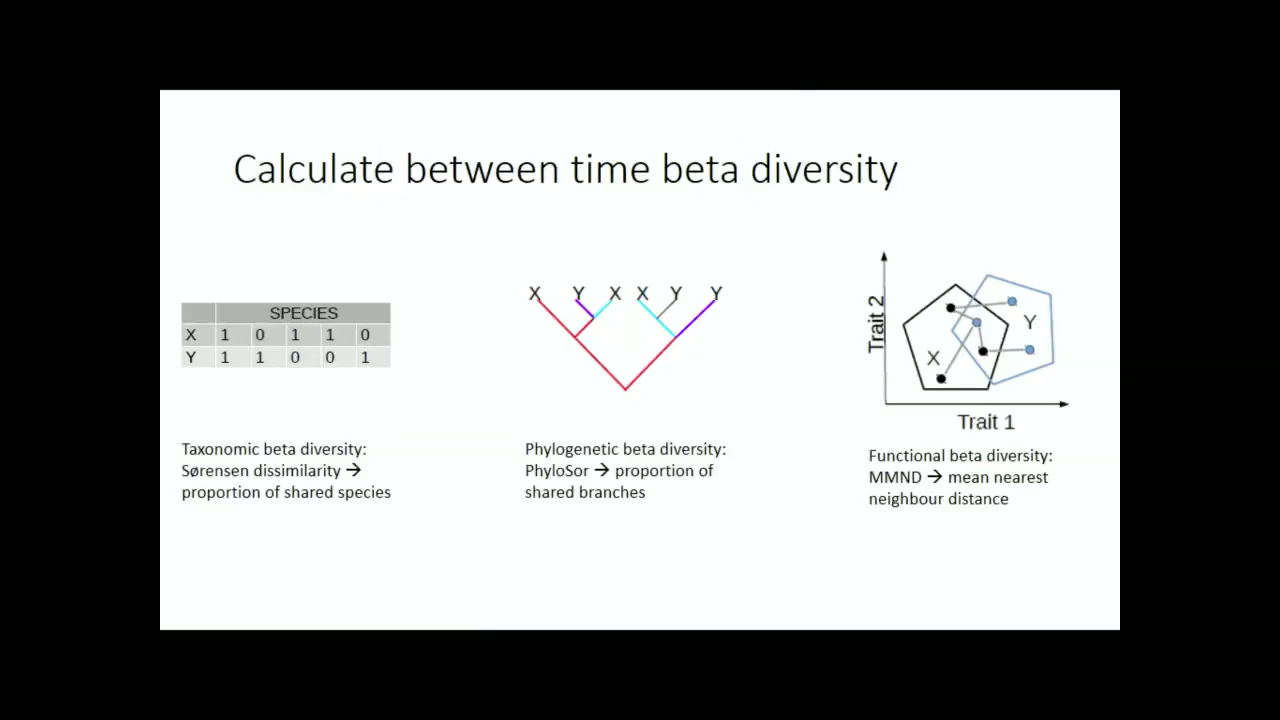 Calculate between time beta diversity
SPECIES
X 1 0 1 1 0
Y 1 1 0 0 1
Taxonomic beta diversity:
Sørensen dissimilarity →
proportion of shared species
X Y X X Y Y
Phylogenetic beta diversity:
PhyloSor → proportion of
shared branches
Trait 2
Y
X
Trait 1
Functional beta diversity:
MMND → mean nearest
neighbour distance